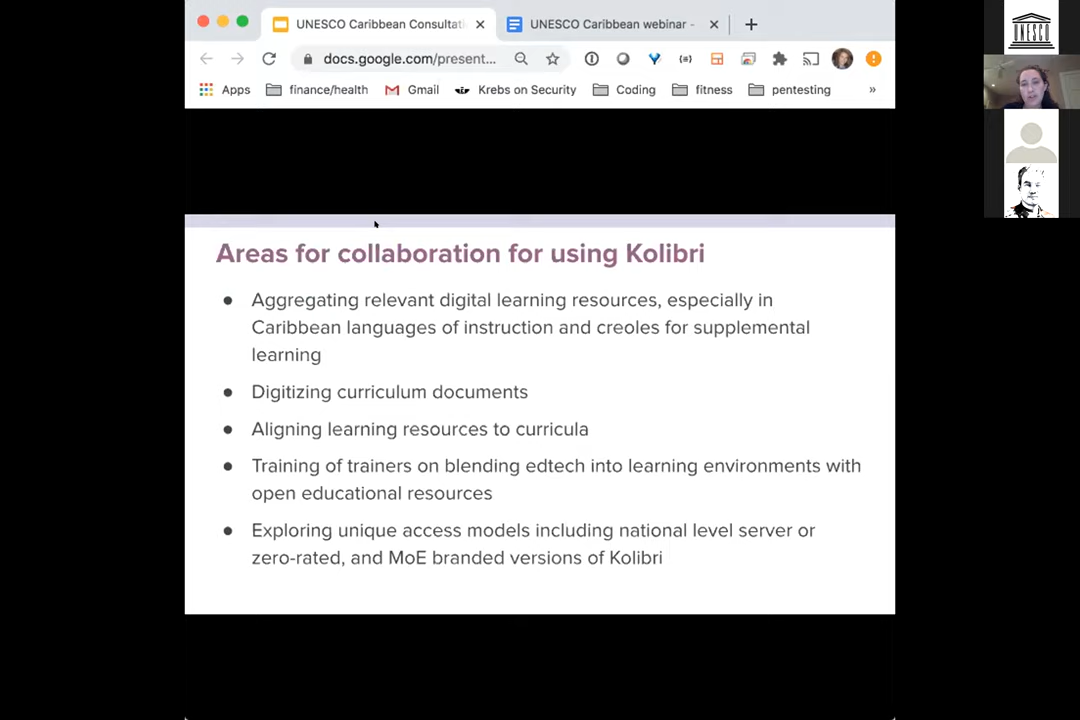 UNESCO Caribbean Consultati
UNESCO Caribbean webinar -
docs.google.com/present...
Apps
finance/health
Gmail
Krebs on Security
Coding
fitness
pentesting
»
UNESCO
Areas for collaboration for using Kolibri
● Aggregating relevant digital learning resources, especially in
Caribbean languages of instruction and creoles for supplemental
learning
● Digitizing curriculum documents
● Aligning learning resources to curricula
● Training of trainers on blending edtech into learning environments with
open educational resources
● Exploring unique access models including national level server or
zero-rated, and MoE branded versions of Kolibri